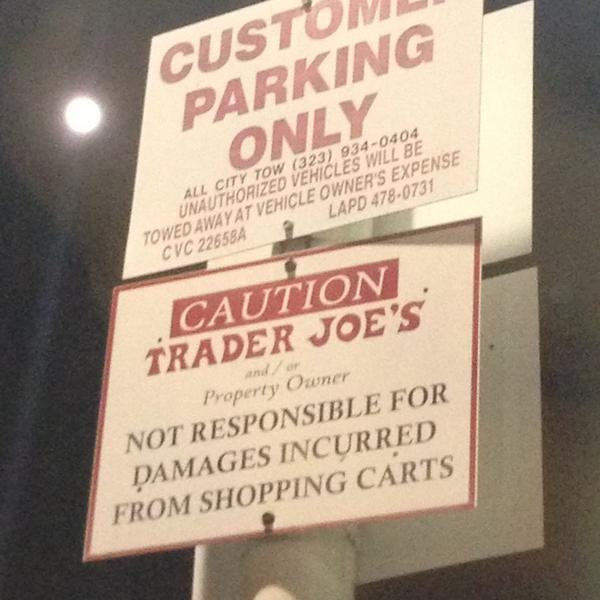 CUSTOMER
PARKING
ONLY
ALL CITY TOW (323) 934-0404
UNAUTHORIZED VEHICLES WILL BE
TOWED AWAY AT VEHICLE OWNER'S EXPENSE
CVC 22658A LAPD 478-0731
CAUTION
TRADER JOE'S
and / or
Property Owner
NOT RESPONSIBLE FOR
DAMAGES INCURRED
FROM SHOPPING CARTS